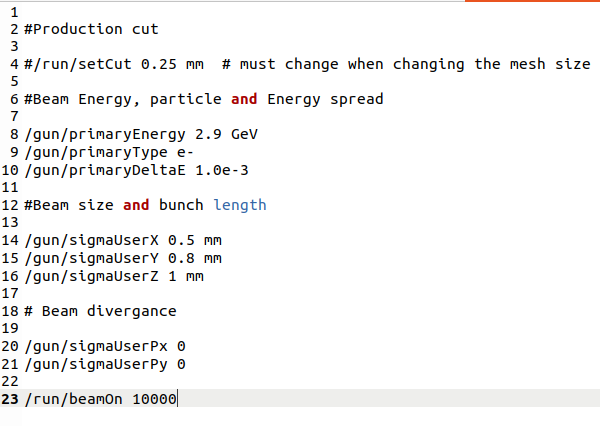 1
2 #Production cut
3
4 #/run/setCut 0.25 mm  # must change when changing the mesh size
5
6 #Beam Energy, particle and Energy spread
7
8 /gun/primaryEnergy 2.9 GeV
9 /gun/primaryType e-
10 /gun/primaryDeltaE 1.0e-3
11
12 #Beam size and bunch length
13
14 /gun/sigmaUserX 0.5 mm
15 /gun/sigmaUserY 0.8 mm
16 /gun/sigmaUserZ 1 mm
17
18 # Beam divergance
19
20 /gun/sigmaUserPx 0
21 /gun/sigmaUserPy 0
22
23 /run/beamOn 10000